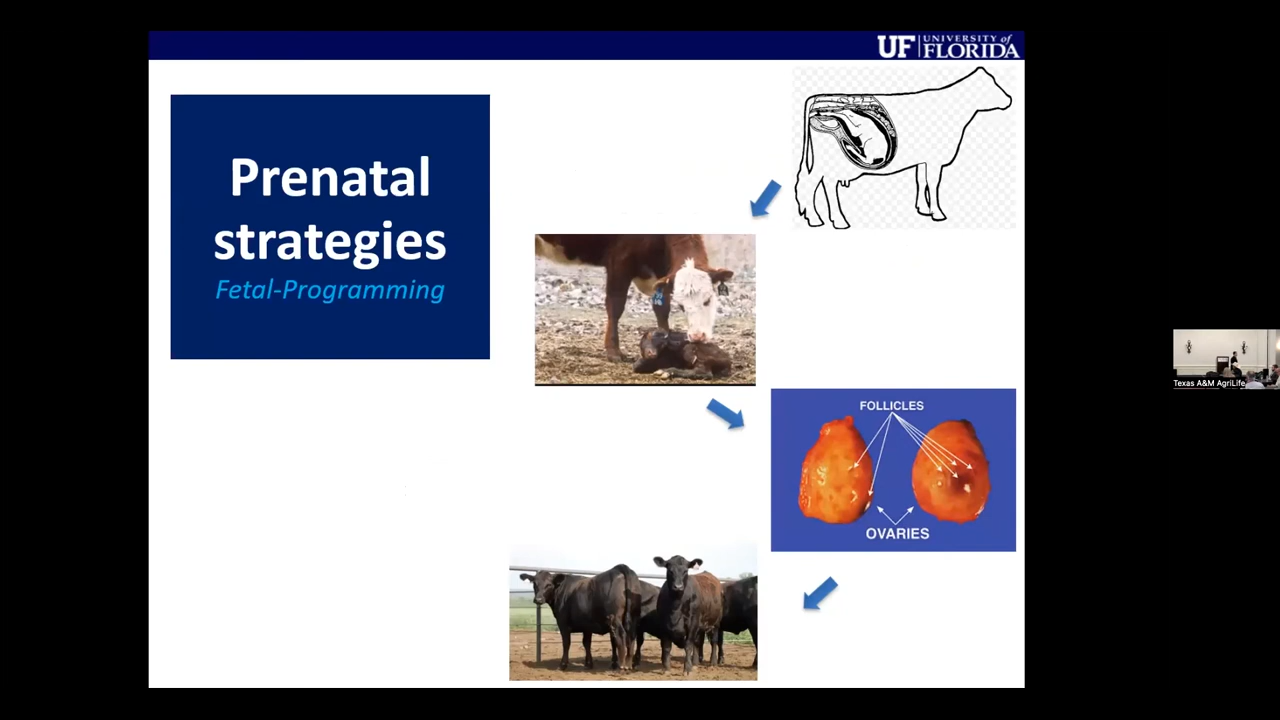 UF UNIVERSITY of
FLORIDA
Prenatal
strategies
Fetal-Programming
FOLLICLES
OVARIES
Texas A&M AgriLife